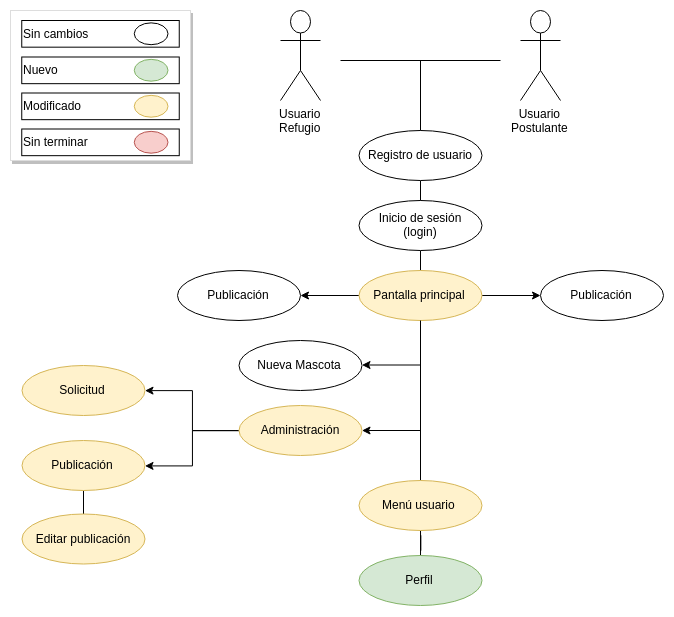 Sin cambios
Nuevo
Modificado
Sin terminar
Usuario
Refugio
Usuario
Postulante
Registro de usuario
Inicio de sesión
(login)
Publicación
Pantalla principal
Publicación
Nueva Mascota
Solicitud
Administración
Publicación
Menú usuario
Editar publicación
Perfil